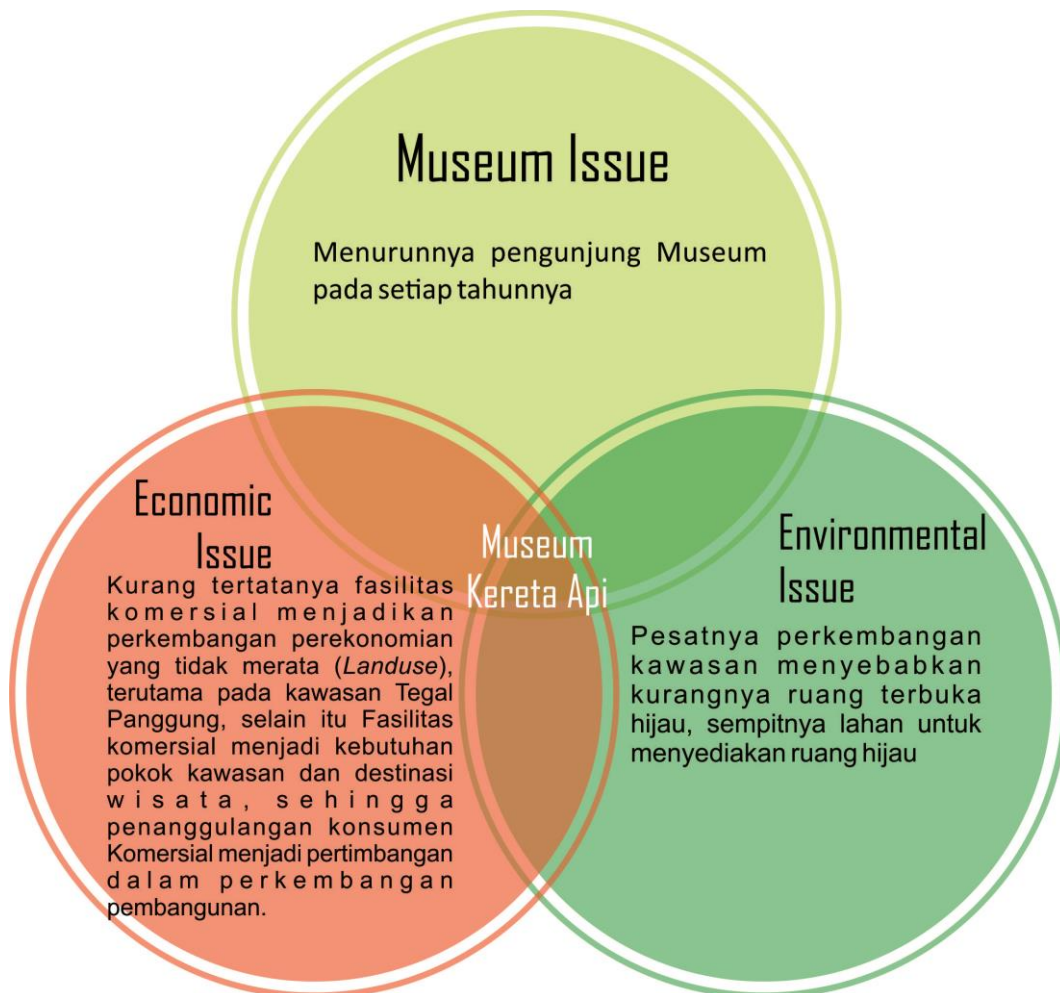 Museum Issue
Menurunnya pengunjung Museum
pada setiap tahunnya
Economic
Issue
Kurang tertatanya fasilitas
komersial menjadikan
perkembangan perekonomian
yang tidak merata (Landuse),
terutama pada kawasan Tegal
Panggung, selain itu Fasilitas
komersial menjadi kebutuhan
pokok kawasan dan destinasi
wisata, sehingga
penanggulangan konsumen
Komersial menjadi pertimbangan
dalam perkembangan
pembangunan.
Museum
Kereta Api
Environmental
Issue
Pesatnya perkembangan
kawasan menyebabkan
kurangnya ruang terbuka
hijau, sempitnya lahan untuk
menyediakan ruang hijau